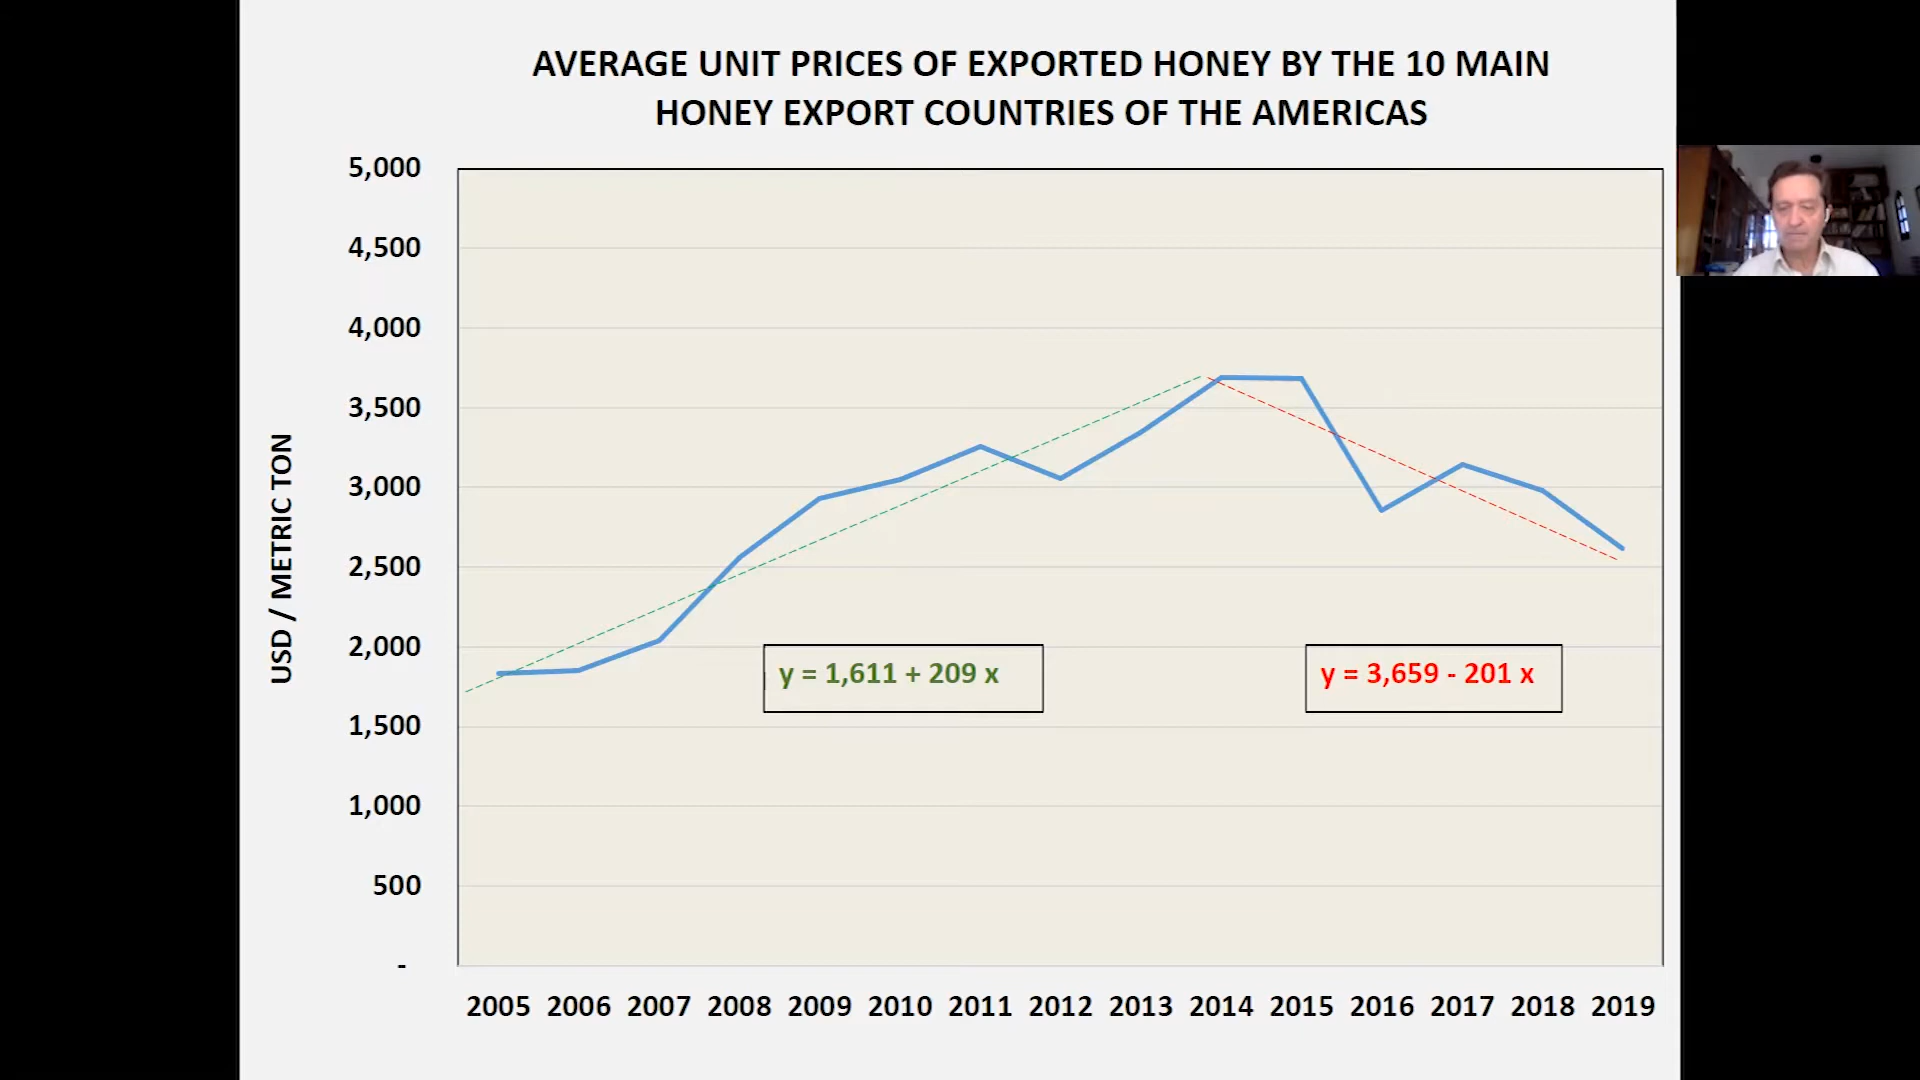 AVERAGE UNIT PRICES OF EXPORTED HONEY BY THE 10 MAIN
HONEY EXPORT COUNTRIES OF THE AMERICAS
USD / METRIC TON
5,000
4,500
4,000
3,500
3,000
2,500
2,000
1,500
1,000
500
-
y = 1,611 + 209 x
y = 3,659 - 201 x
2005 2006 2007 2008 2009 2010 2011 2012 2013 2014 2015 2016 2017 2018 2019